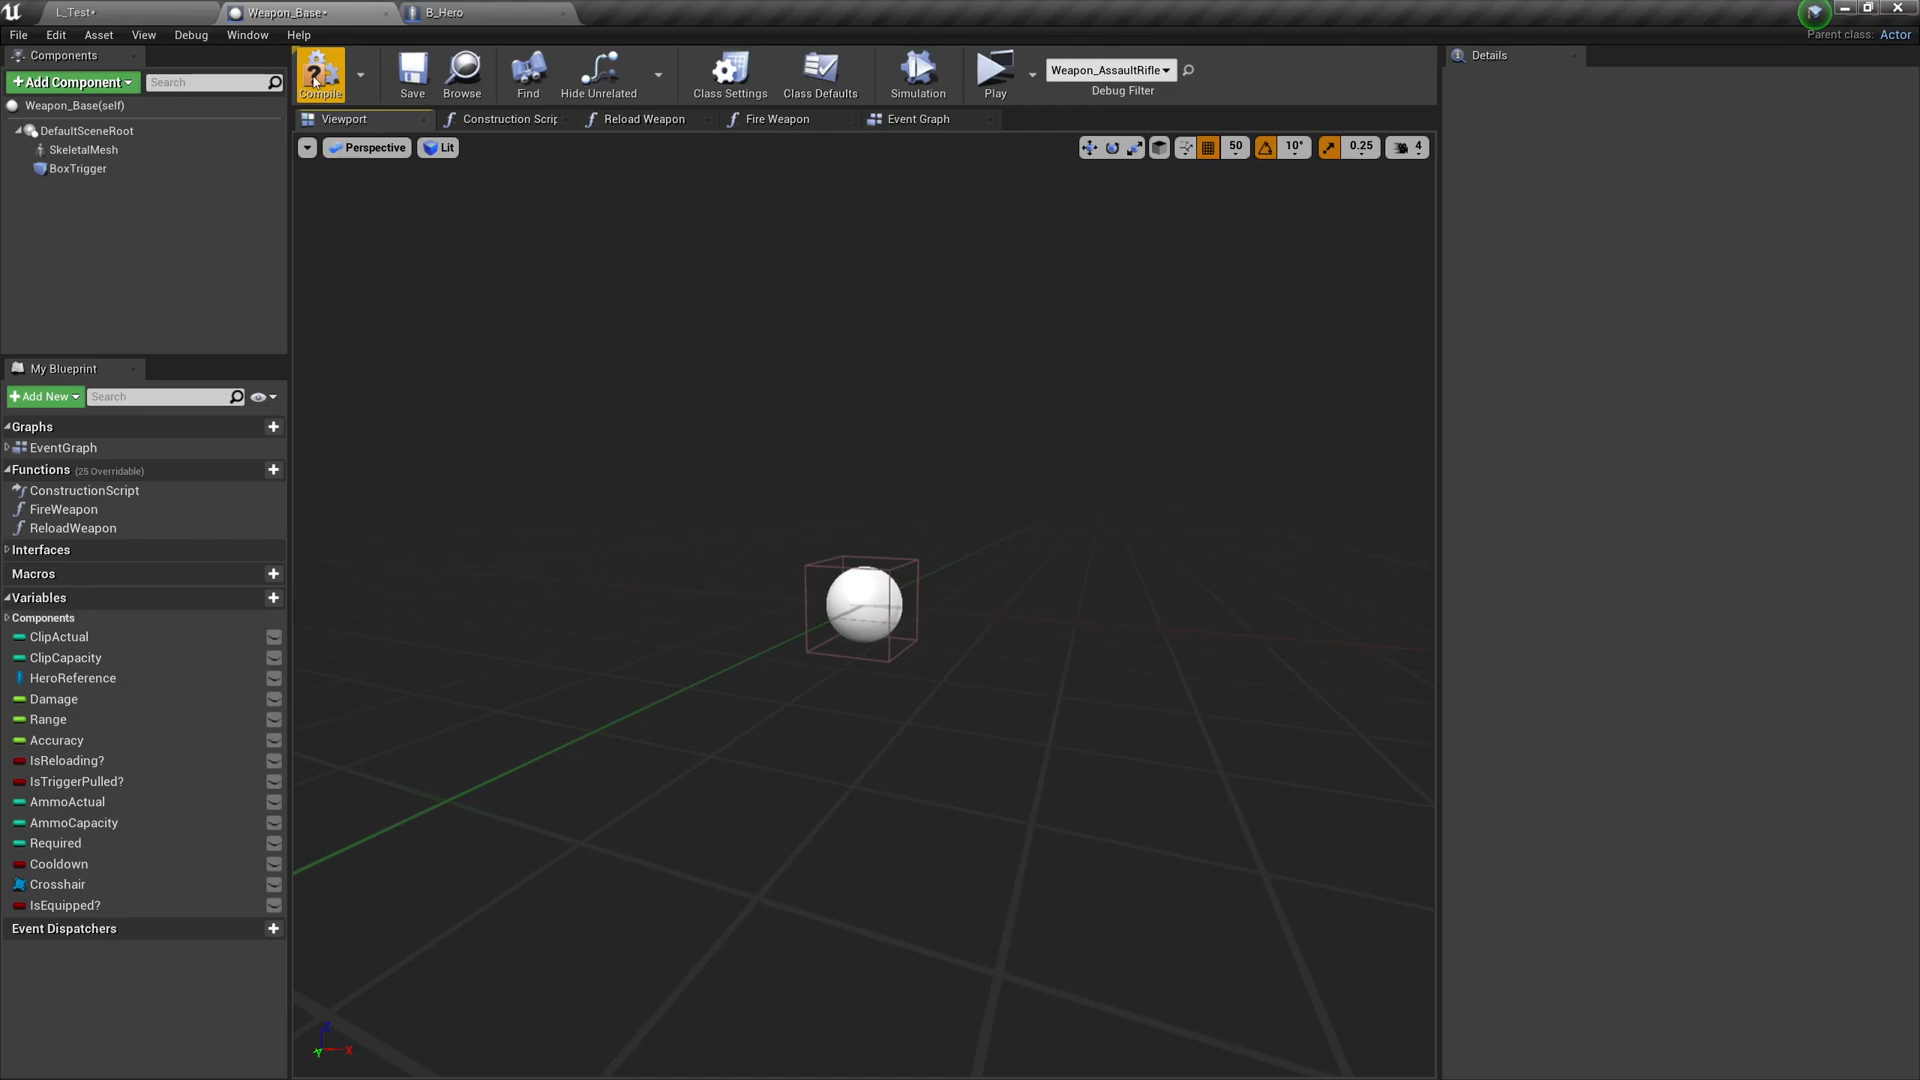 L_Test*
Weapon_Base*
B_Hero
File Edit Asset View Debug Window Help
Parent class: Actor
Components
+Add Component
Search
Weapon_Base(self)
DefaultSceneRoot
SkeletalMesh
BoxTrigger
Compile
Save
Browse
Find
Hide Unrelated
Class Settings
Class Defaults
Simulation
Play
Weapon_AssaultRifle
Debug Filter
Details
Viewport
Construction Scrip
Reload Weapon
Fire Weapon
Event Graph
Perspective
Lit
50
10°
0.25
4
My Blueprint
+Add New
Search
Graphs
EventGraph
Functions (25 Overridable)
ConstructionScript
FireWeapon
ReloadWeapon
Interfaces
Macros
Variables
Components
ClipActual
ClipCapacity
HeroReference
Damage
Range
Accuracy
IsReloading?
IsTriggerPulled?
AmmoActual
AmmoCapacity
Required
Cooldown
Crosshair
IsEquipped?
Event Dispatchers
Z
X
Y